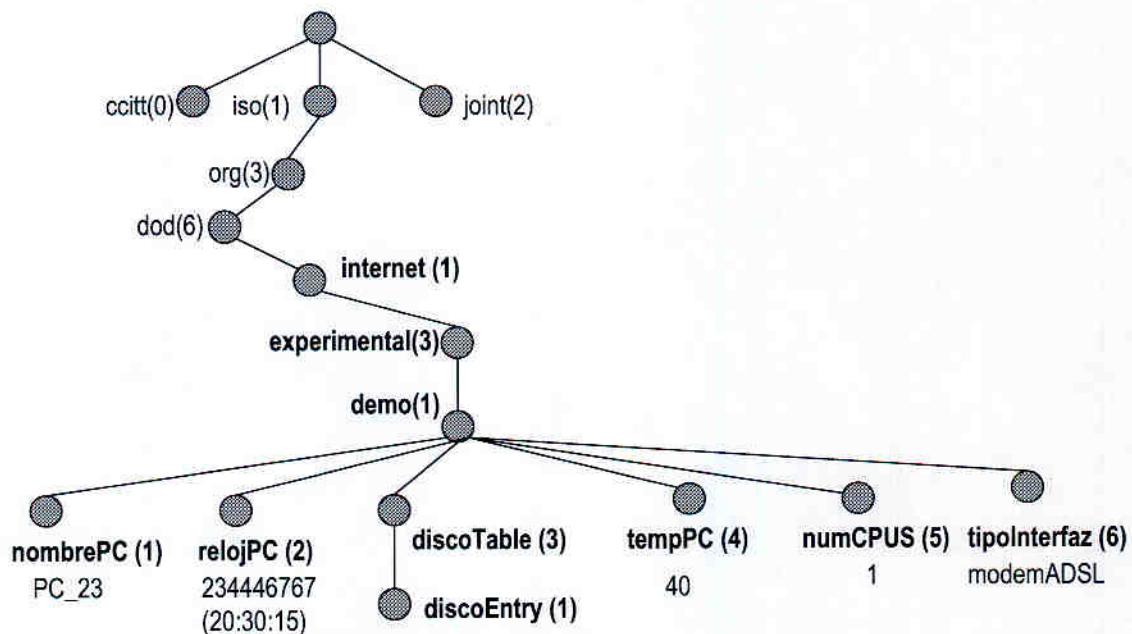 ccitt(0) iso(1) joint(2)
org(3)
dod(6)
internet (1)
experimental(3)
demo(1)
nombrePC (1) relojPC (2) discoTable (3) tempPC (4) numCPUS (5) tipoInterfaz (6)
PC_23 234446767 40 1 modemADSL
(20:30:15) discoEntry (1)